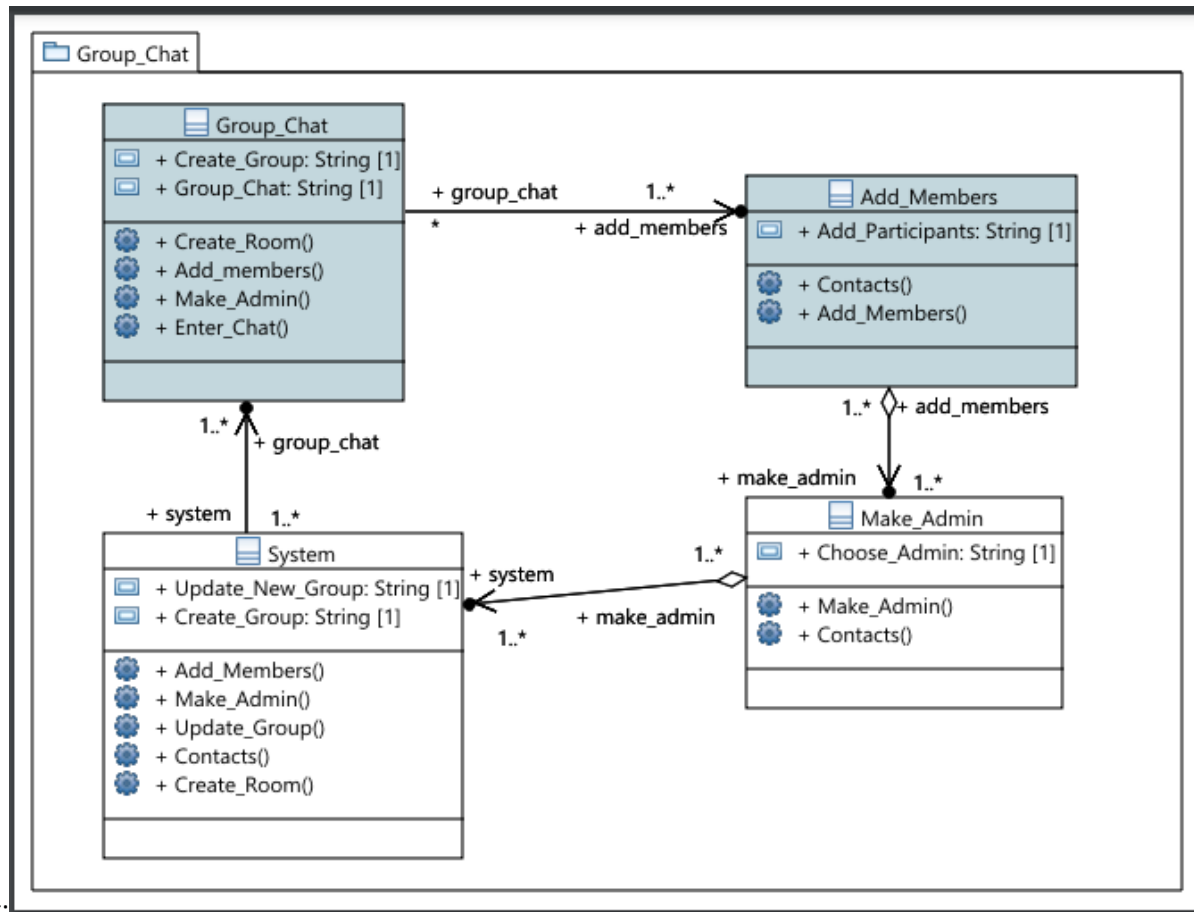 Group_Chat
Group_Chat
+ Create_Group: String [1]
+ Group_Chat: String [1]
+ Create_Room()
+ Add_members()
+ Make_Admin()
+ Enter_Chat()
+ group_chat
1..*
*
+ add_members
Add_Members
+ Add_Participants: String [1]
+ Contacts()
+ Add_Members()
1..*
+ group_chat
1..*
+ add_members
+ system
1..*
+ make_admin
1..*
System
+ Update_New_Group: String [1]
+ Create_Group: String [1]
+ Add_Members()
+ Make_Admin()
+ Update_Group()
+ Contacts()
+ Create_Room()
+ system
1..*
+ make_admin
1..*
Make_Admin
+ Choose_Admin: String [1]
+ Make_Admin()
+ Contacts()
..